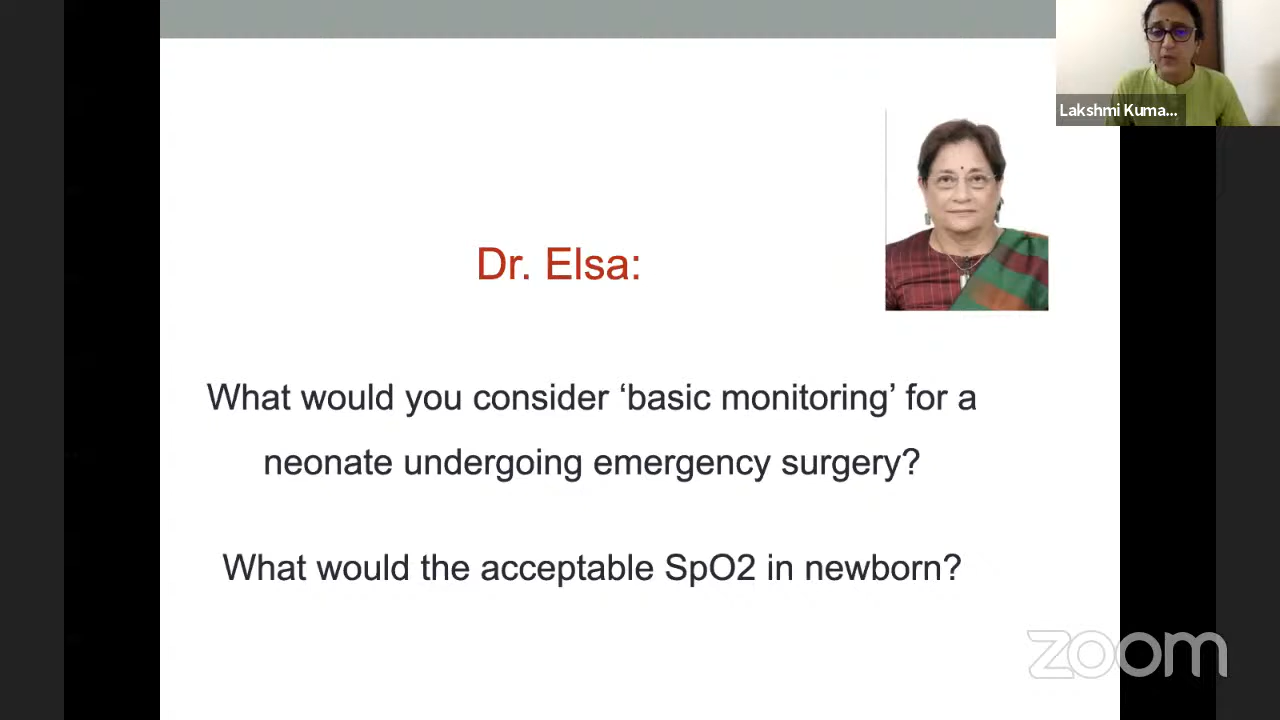 Lakshmi Kuma...
Dr. Elsa:
What would you consider ‘basic monitoring’ for a
neonate undergoing emergency surgery?
What would the acceptable SpO2 in newborn?
zoom